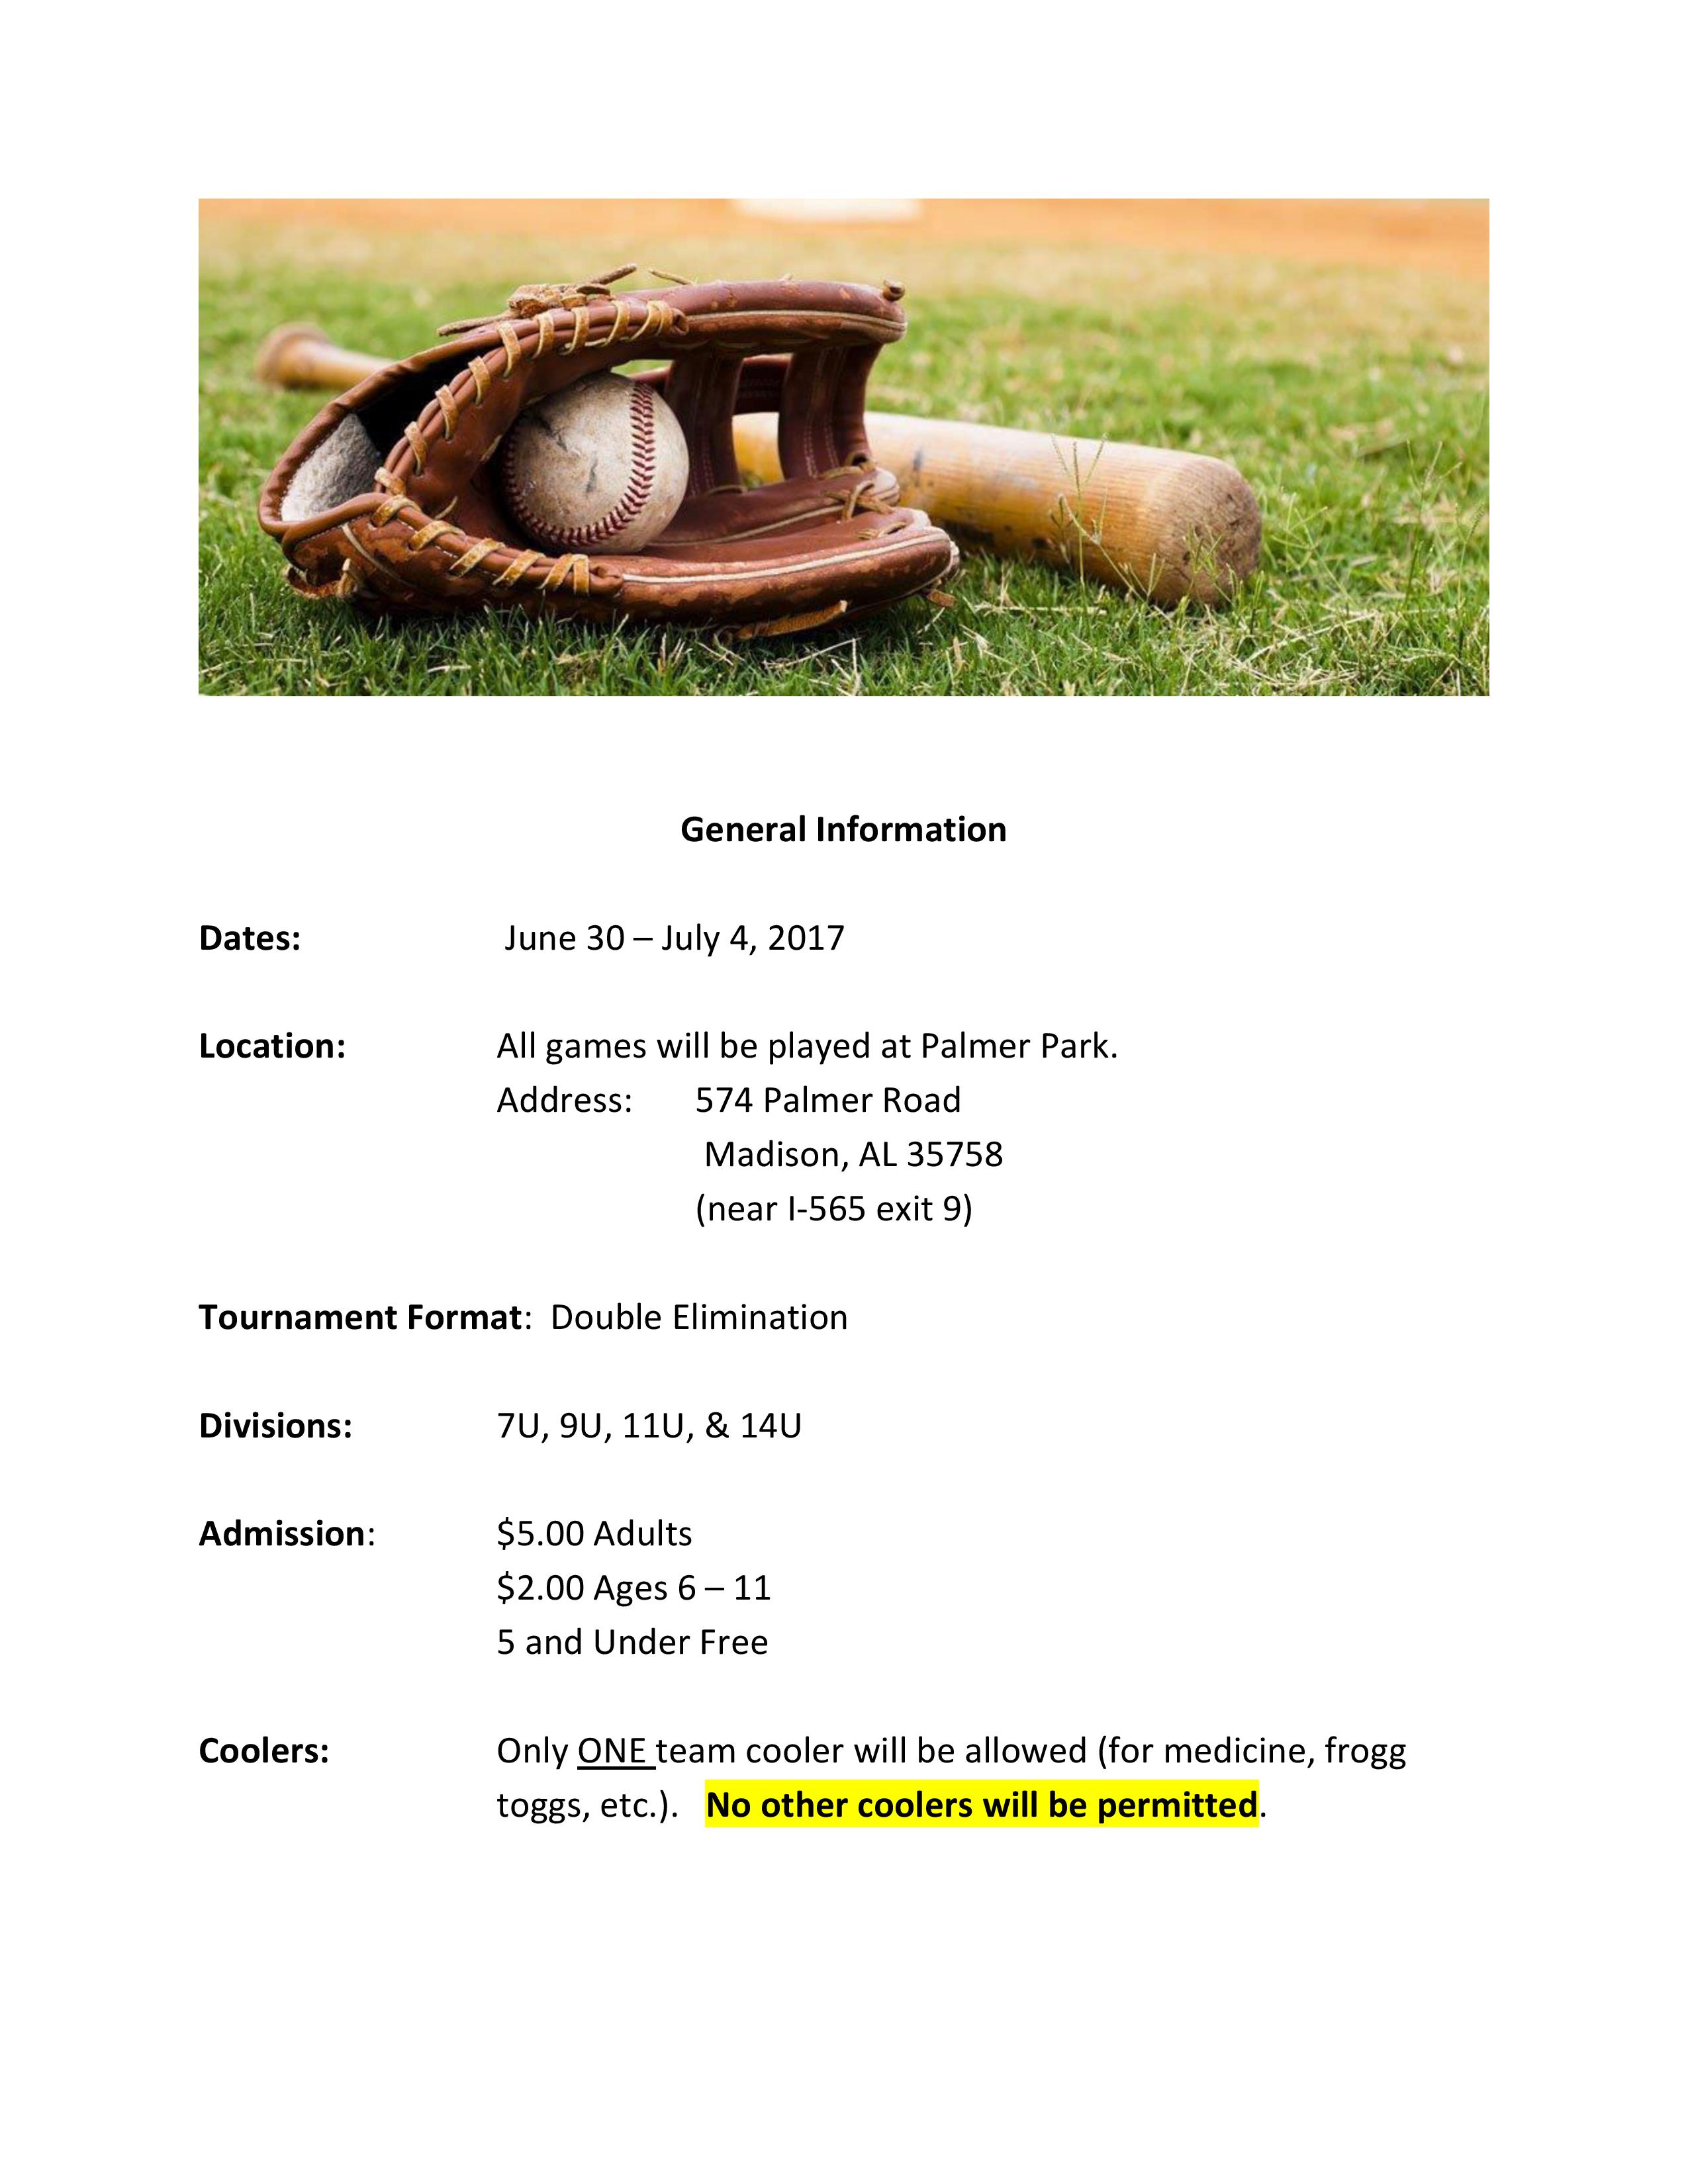 General Information
Dates: June 30 – July 4, 2017
Location: All games will be played at Palmer Park.
Address: 574 Palmer Road
Madison, AL 35758
(near I-565 exit 9)
Tournament Format: Double Elimination
Divisions: 7U, 9U, 11U, & 14U
Admission: $5.00 Adults
$2.00 Ages 6 – 11
5 and Under Free
Coolers: Only ONE team cooler will be allowed (for medicine, frogg
toggs, etc.). No other coolers will be permitted.